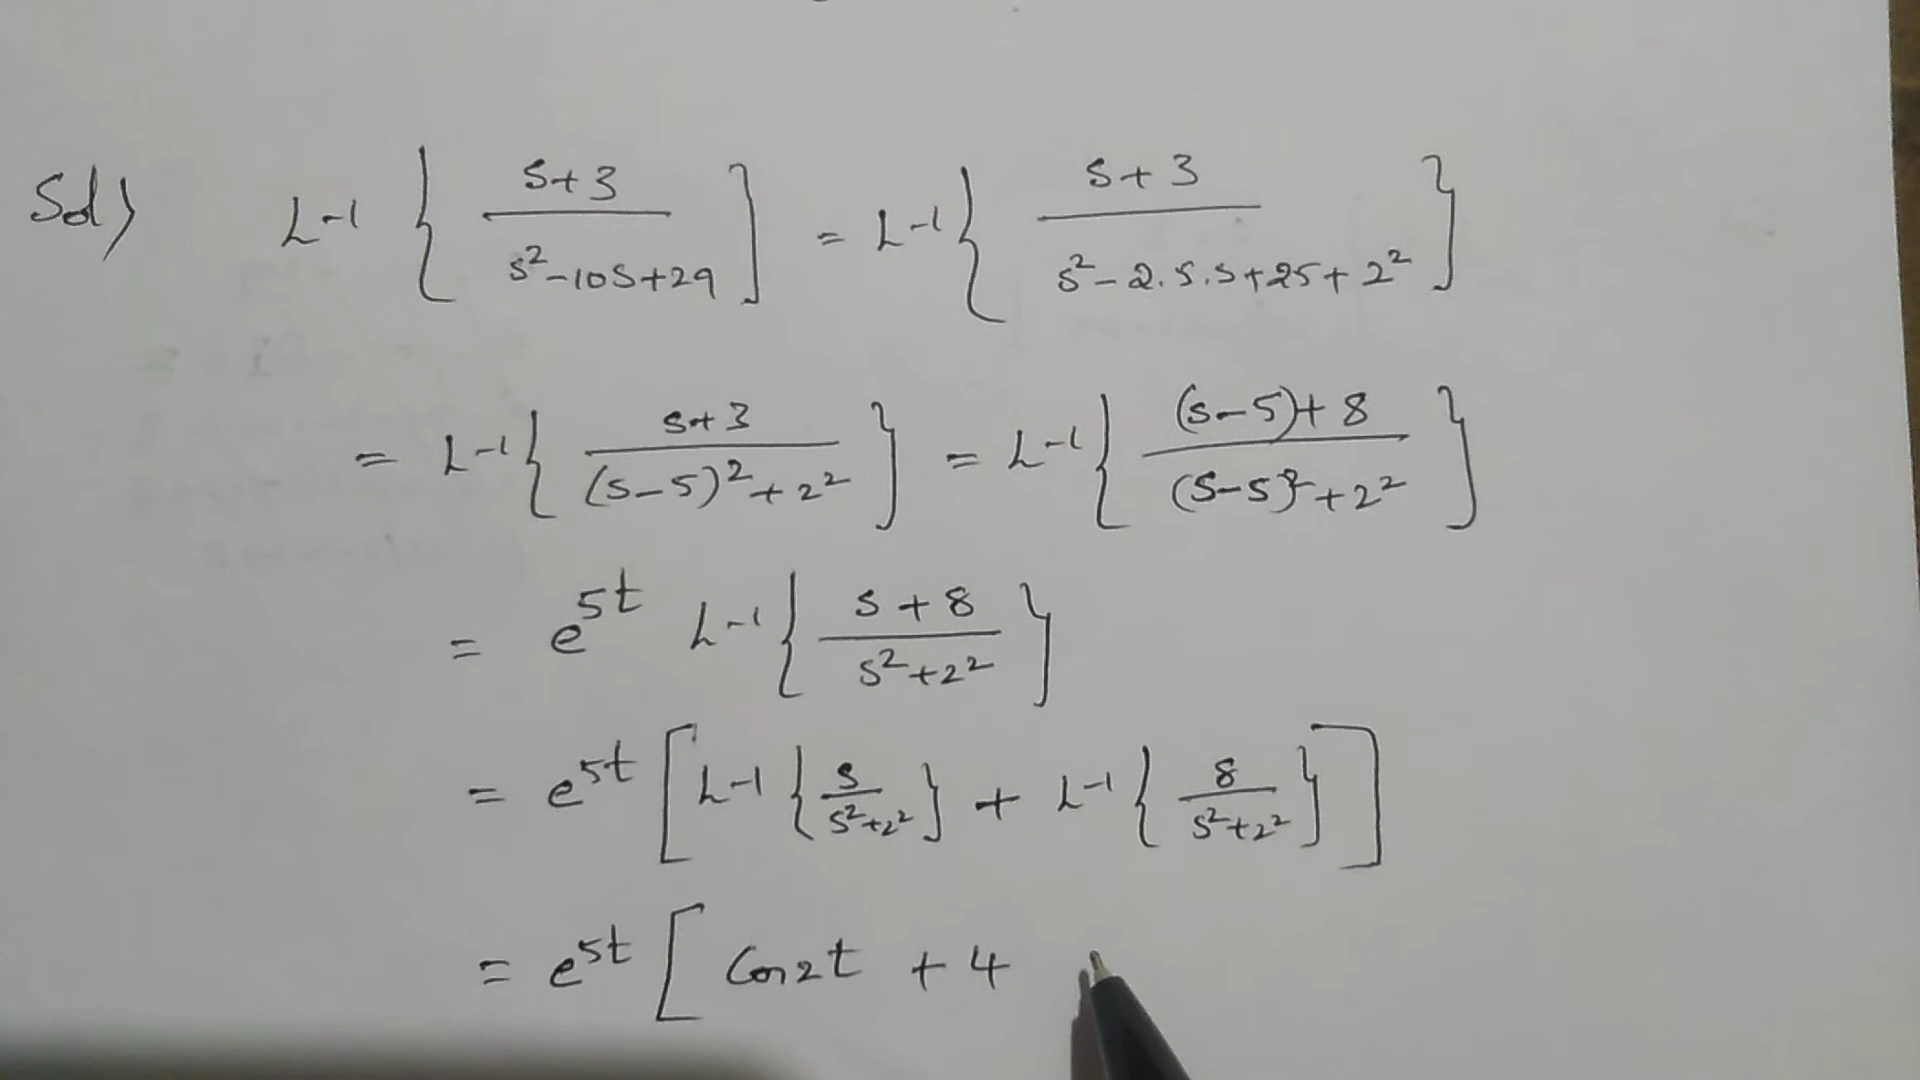 Sol) L-1 { s+3 / s²-10s+29 } = L-1 { s+3 / s²-2.5.s+25+2² }
= L-1 { s+3 / (s-5)²+2² } = L-1 { (s-5)+8 / (s-5)²+2² }
= e^5t L-1 { s+8 / s²+2² }
= e^5t [ L-1 { s / s²+2² } + L-1 { 8 / s²+2² } ]
= e^5t [ Cos2t + 4